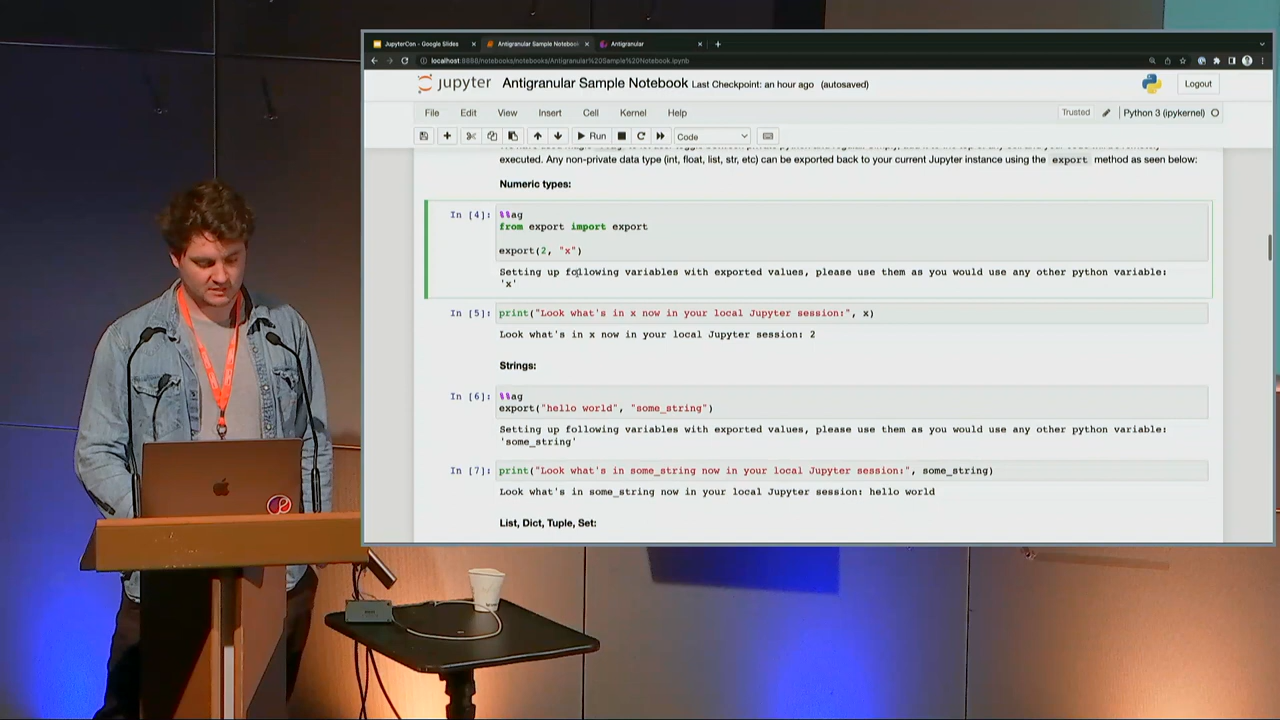 JupyterCon - Google Slides
Antigranular Sample Notebook
Antigranular
localhost:8888/notebooks/notebooks/Antigranular%20Sample%20Notebook.ipynb
jupyter Antigranular Sample Notebook Last Checkpoint: an hour ago (autosaved)
Logout
File Edit View Insert Cell Kernel Help
Trusted Python 3 (ipykernel)
Run Code
executed. Any non-private data type (int, float, list, str, etc) can be exported back to your current Jupyter instance using the export method as seen below:
Numeric types:
In [4]: %%ag
from export import export
export(2, "x")
Setting up following variables with exported values, please use them as you would use any other python variable:
'x'
In [5]: print("Look what's in x now in your local Jupyter session:", x)
Look what's in x now in your local Jupyter session: 2
Strings:
In [6]: %%ag
export("hello world", "some_string")
Setting up following variables with exported values, please use them as you would use any other python variable:
'some_string'
In [7]: print("Look what's in some_string now in your local Jupyter session:", some_string)
Look what's in some_string now in your local Jupyter session: hello world
List, Dict, Tuple, Set: